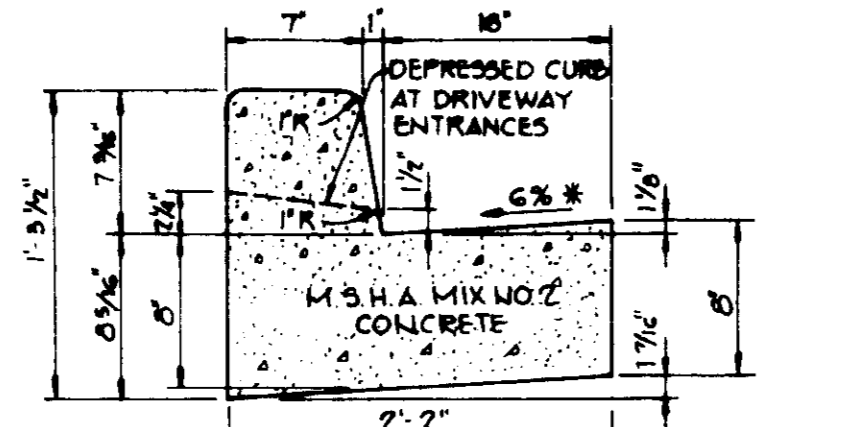 7" 1" 18"
DEPRESSED CURB
AT DRIVEWAY
ENTRANCES
1"R
1'-3 1/2"
7 3/16"
2 1/4"
1 1/2"
6% *
1 1/8"
1"R
8 5/16"
8"
M.S.H.A. MIX NO. 2
CONCRETE
8"
1 7/16"
2'-2"